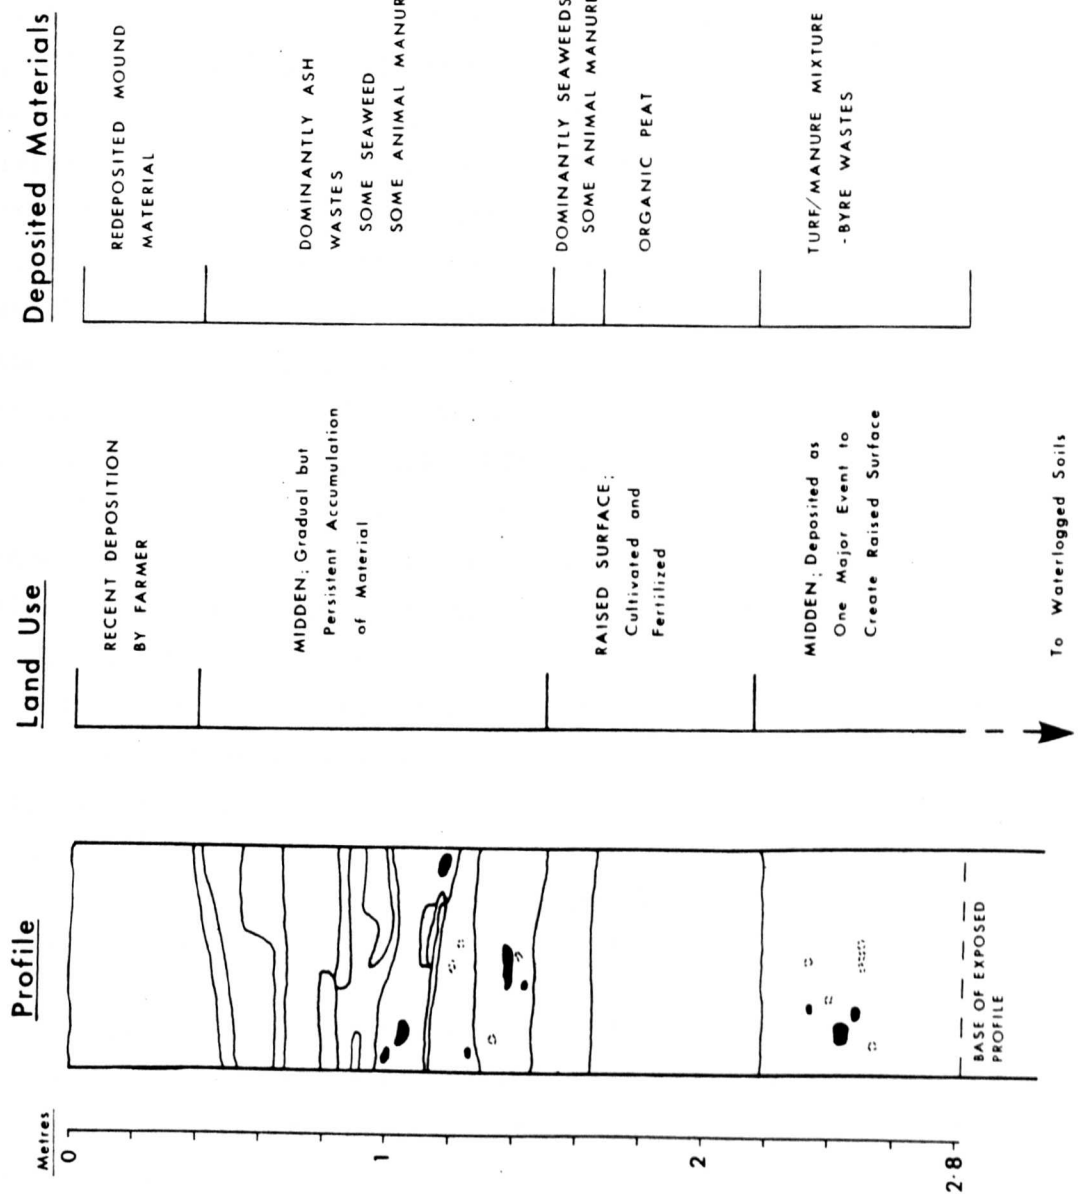 Metres
0
1
2
2·8
Profile
BASE OF EXPOSED
PROFILE
Land Use
RECENT DEPOSITION
BY FARMER
MIDDEN; Gradual but
Persistent Accumulation
of Material
RAISED SURFACE;
Cultivated and
Fertilized
MIDDEN; Deposited as
One Major Event to
Create Raised Surface
To Waterlogged Soils
Deposited Materials
REDEPOSITED MOUND
MATERIAL
DOMINANTLY ASH
WASTES
SOME SEAWEED
SOME ANIMAL MANUR
DOMINANTLY SEAWEEDS
SOME ANIMAL MANURE
ORGANIC PEAT
TURF/MANURE MIXTURE
-BYRE WASTES